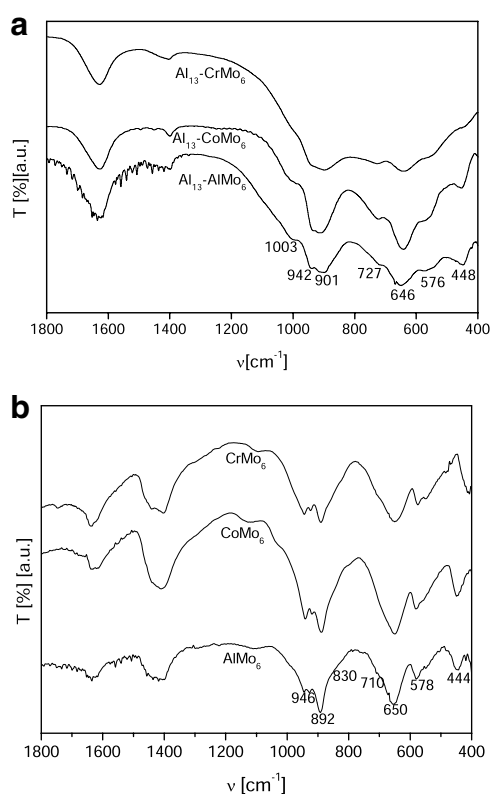 a
Al13-CrMo6
Al13-CoMo6
Al13-AlMo6
T [%][a.u.]
1003
942
901
727
646
576
448
1800 1600 1400 1200 1000 800 600 400
ν[cm-1]
b
CrMo6
CoMo6
AlMo6
T [%] [a.u.]
946
892
830
710
650
578
444
1800 1600 1400 1200 1000 800 600 400
ν [cm-1]